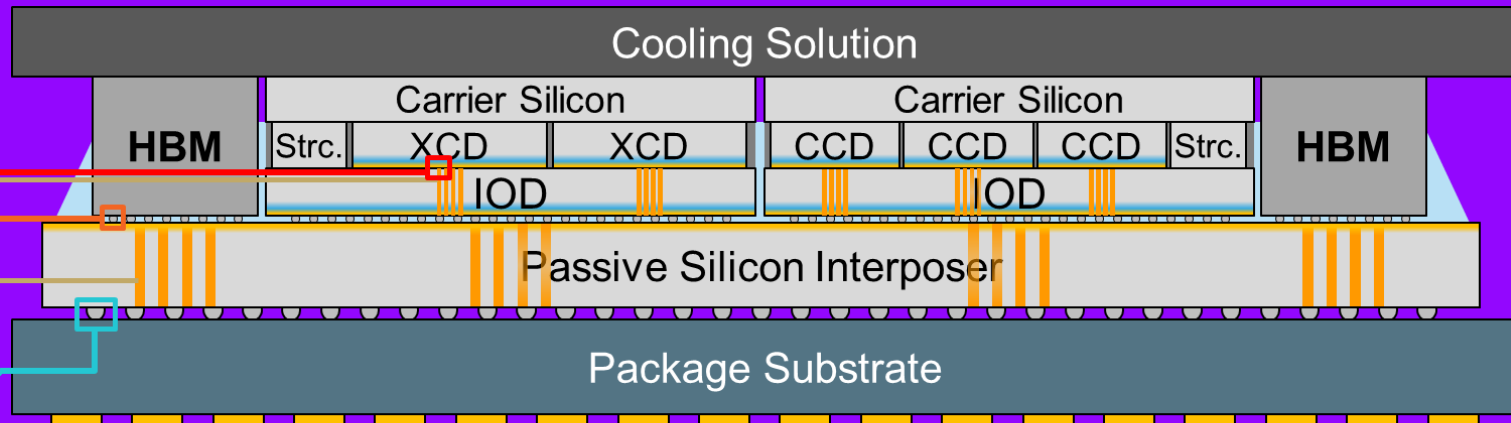 Cooling Solution
Carrier Silicon
Carrier Silicon
HBM
Strc.
XCD
XCD
CCD
CCD
CCD
Strc.
HBM
IOD
IOD
Passive Silicon Interposer
Package Substrate